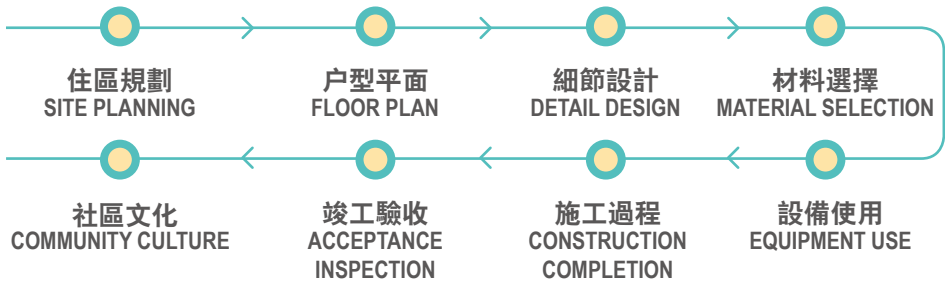 住區規劃
SITE PLANNING
户型平面
FLOOR PLAN
細節設計
DETAIL DESIGN
材料選擇
MATERIAL SELECTION
社區文化
COMMUNITY CULTURE
竣工驗收
ACCEPTANCE
INSPECTION
施工過程
CONSTRUCTION
COMPLETION
設備使用
EQUIPMENT USE